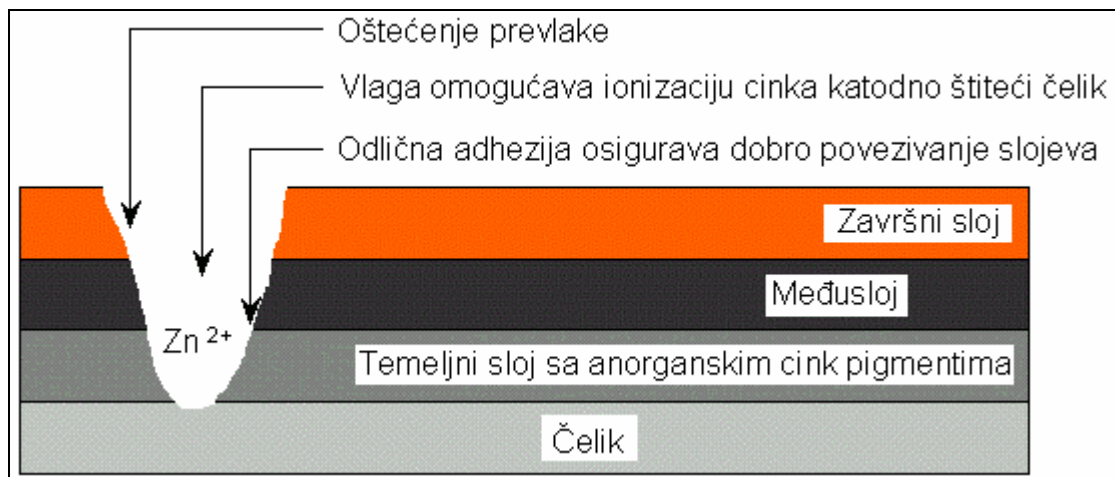 Oštećenje prevlake
Vlaga omogućava ionizaciju cinka katodno štiteći čelik
Odlična adhezija osigurava dobro povezivanje slojeva
Završni sloj
Međusloj
Zn 2+
Temeljni sloj sa anorganskim cink pigmentima
Čelik